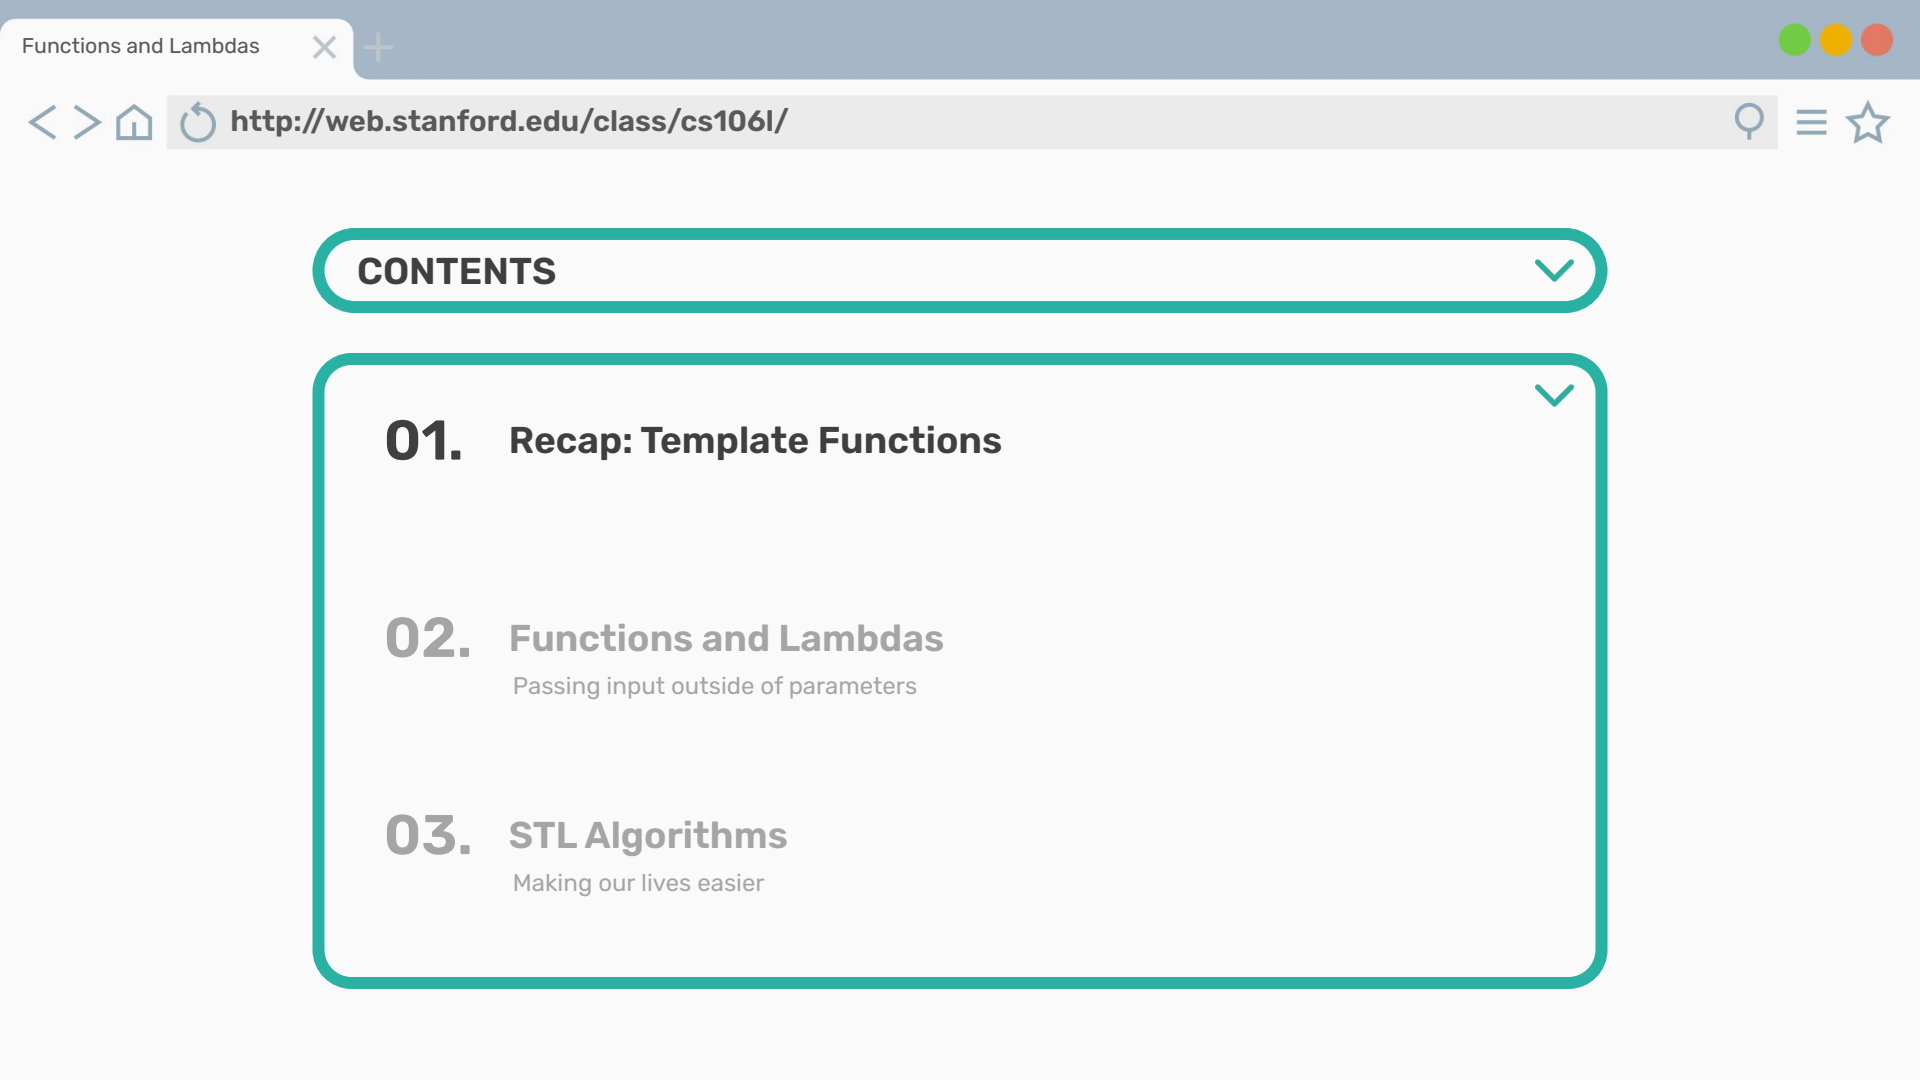 Functions and Lambdas
http://web.stanford.edu/class/cs106l/
CONTENTS
01. Recap: Template Functions
02. Functions and Lambdas
Passing input outside of parameters
03. STL Algorithms
Making our lives easier